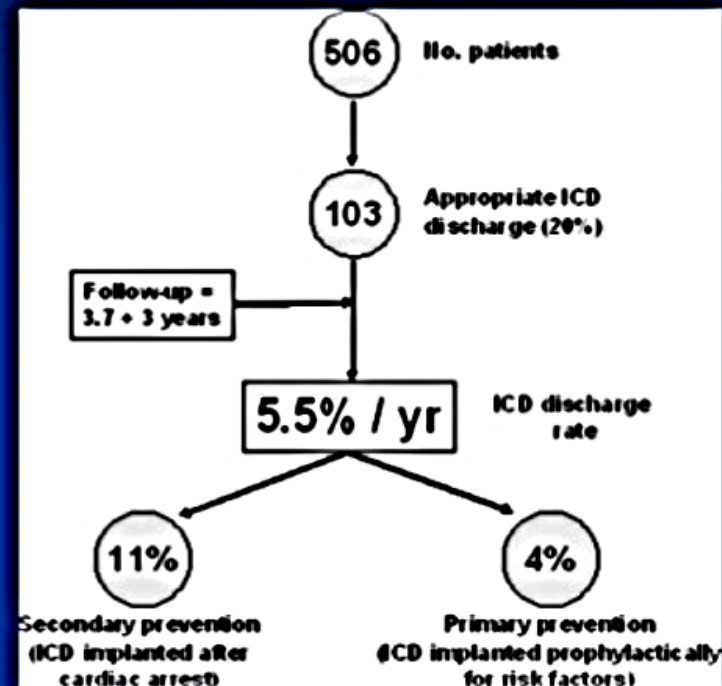 506
No. patients
103
Appropriate ICD
discharge (20%)
Follow-up =
3.7 + 3 years
5.5% / yr
ICD discharge
rate
11%
Secondary prevention
(ICD implanted after
cardiac arrest)
4%
Primary prevention
(ICD implanted prophylactically
for risk factors)